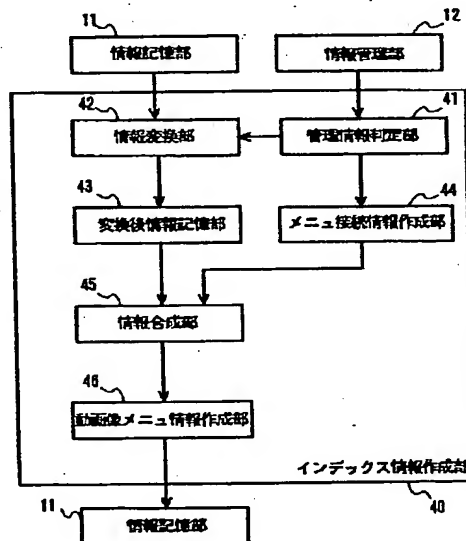 11
12
情報記憶部
情報管理部
42
41
情報変換部
管理情報判定部
43
44
変換後情報記憶部
メニュー接続情報作成部
45
情報合成部
46
動画像メニュー情報作成部
インデックス情報作成部
40
11
情報記憶部